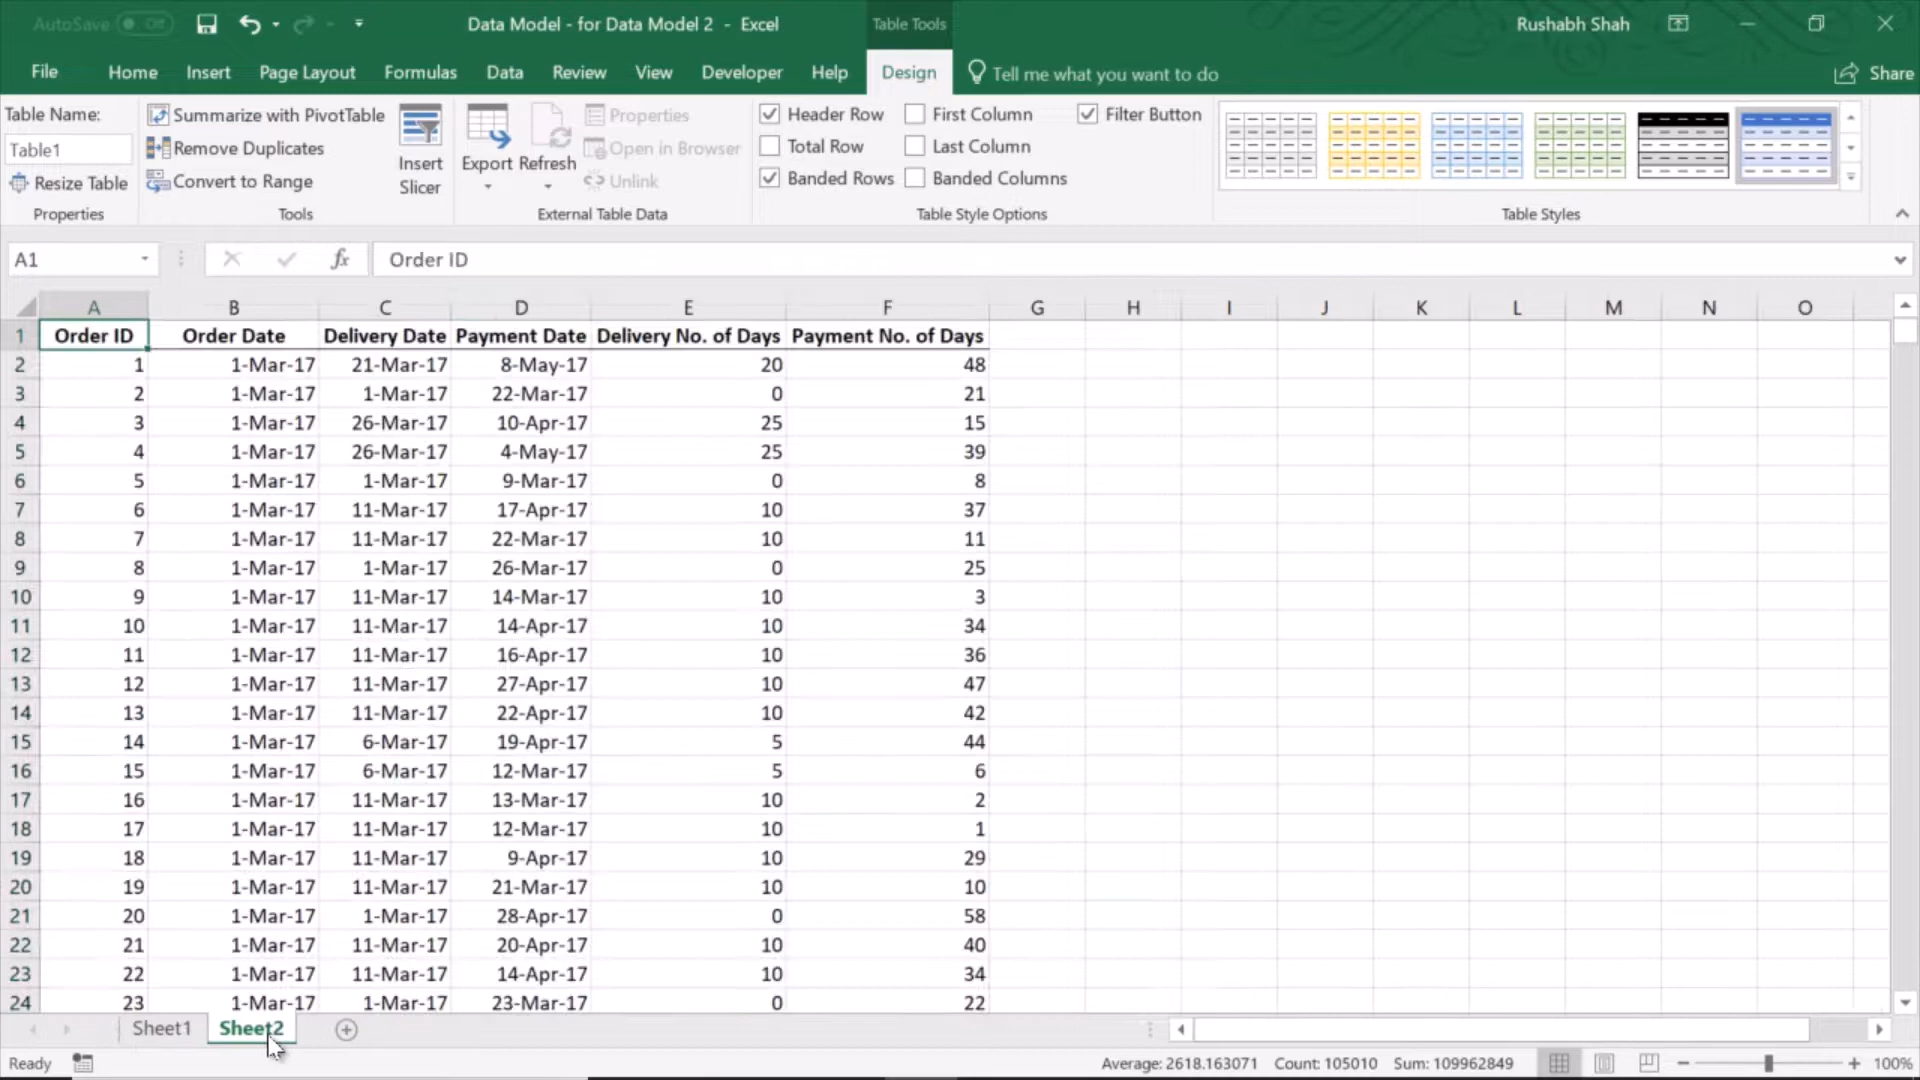 AutoSave Off Data Model - for Data Model 2 - Excel Table Tools Rushabh Shah
File Home Insert Page Layout Formulas Data Review View Developer Help Design Tell me what you want to do Share
Table Name:
Table1
Resize Table
Properties
Summarize with PivotTable
Remove Duplicates
Convert to Range
Tools
Insert
Slicer
Export Refresh
Properties
Open in Browser
Unlink
External Table Data
Header Row First Column Filter Button
Total Row Last Column
Banded Rows Banded Columns
Table Style Options
Table Styles
A1 fx Order ID
A B C D E F G H I J K L M N O
1 Order ID Order Date Delivery Date Payment Date Delivery No. of Days Payment No. of Days
2 1 1-Mar-17 21-Mar-17 8-May-17 20 48
3 2 1-Mar-17 1-Mar-17 22-Mar-17 0 21
4 3 1-Mar-17 26-Mar-17 10-Apr-17 25 15
5 4 1-Mar-17 26-Mar-17 4-May-17 25 39
6 5 1-Mar-17 1-Mar-17 9-Mar-17 0 8
7 6 1-Mar-17 11-Mar-17 17-Apr-17 10 37
8 7 1-Mar-17 11-Mar-17 22-Mar-17 10 11
9 8 1-Mar-17 1-Mar-17 26-Mar-17 0 25
10 9 1-Mar-17 11-Mar-17 14-Mar-17 10 3
11 10 1-Mar-17 11-Mar-17 14-Apr-17 10 34
12 11 1-Mar-17 11-Mar-17 16-Apr-17 10 36
13 12 1-Mar-17 11-Mar-17 27-Apr-17 10 47
14 13 1-Mar-17 11-Mar-17 22-Apr-17 10 42
15 14 1-Mar-17 6-Mar-17 19-Apr-17 5 44
16 15 1-Mar-17 6-Mar-17 12-Mar-17 5 6
17 16 1-Mar-17 11-Mar-17 13-Mar-17 10 2
18 17 1-Mar-17 11-Mar-17 12-Mar-17 10 1
19 18 1-Mar-17 11-Mar-17 9-Apr-17 10 29
20 19 1-Mar-17 11-Mar-17 21-Mar-17 10 10
21 20 1-Mar-17 1-Mar-17 28-Apr-17 0 58
22 21 1-Mar-17 11-Mar-17 20-Apr-17 10 40
23 22 1-Mar-17 11-Mar-17 14-Apr-17 10 34
24 23 1-Mar-17 1-Mar-17 23-Mar-17 0 22
Sheet1 Sheet2
Ready Average: 2618.163071 Count: 105010 Sum: 109962849 100%